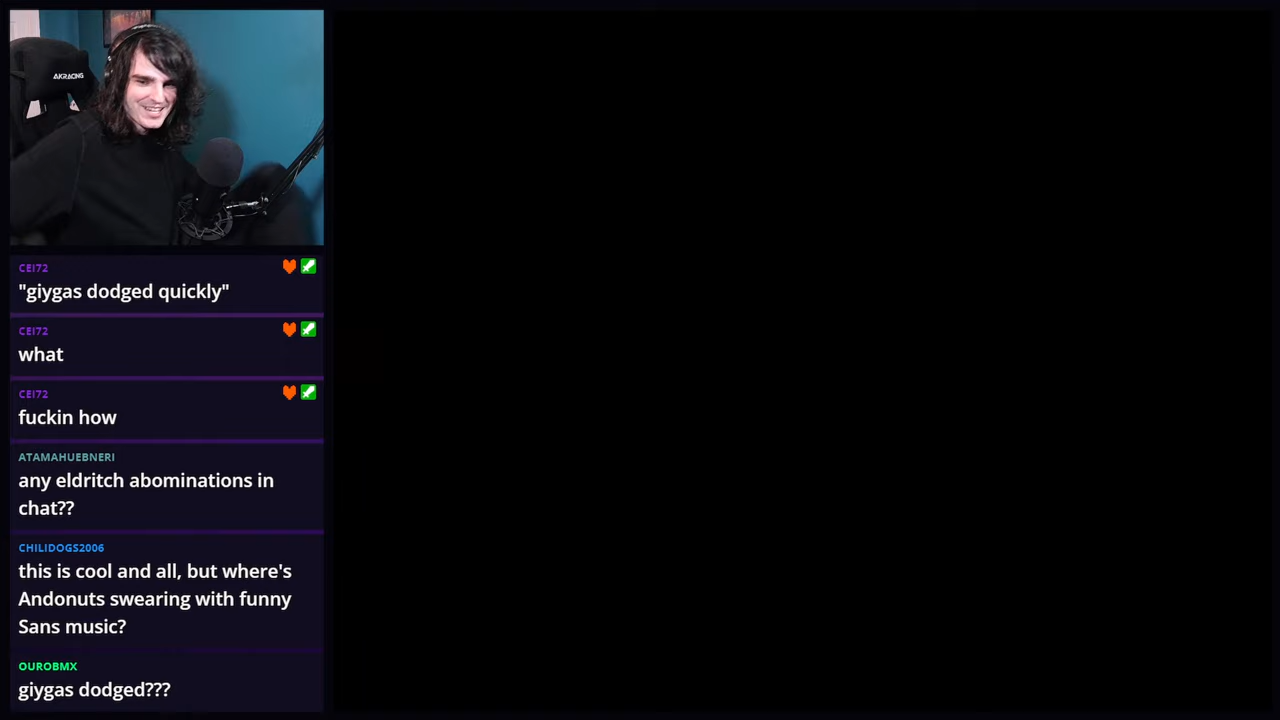 AKRACING
CEI72
"giygas dodged quickly"
CEI72
what
CEI72
fuckin how
ATAMAHUEBNERI
any eldritch abominations in
chat??
CHILIDOGS2006
this is cool and all, but where's
Andonuts swearing with funny
Sans music?
OUROBMX
giygas dodged???